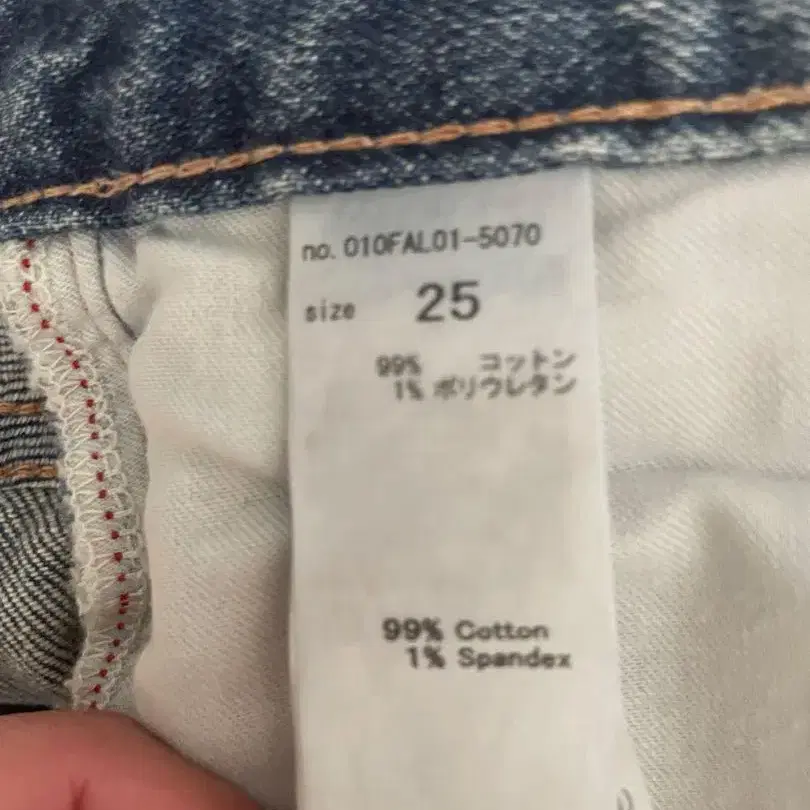 no. 010FAL01-5070
size 25
99% コットン
1% ポリウレタン
99% Cotton
1% Spandex